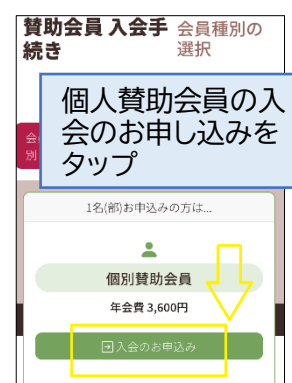 賛助会員 入会手 会員種別の
続き 選択
個人賛助会員の入
会のお申し込みを
タップ
会
別
1名(部)お申込みの方は...
個別賛助会員
年会費 3,600円
入会のお申込み